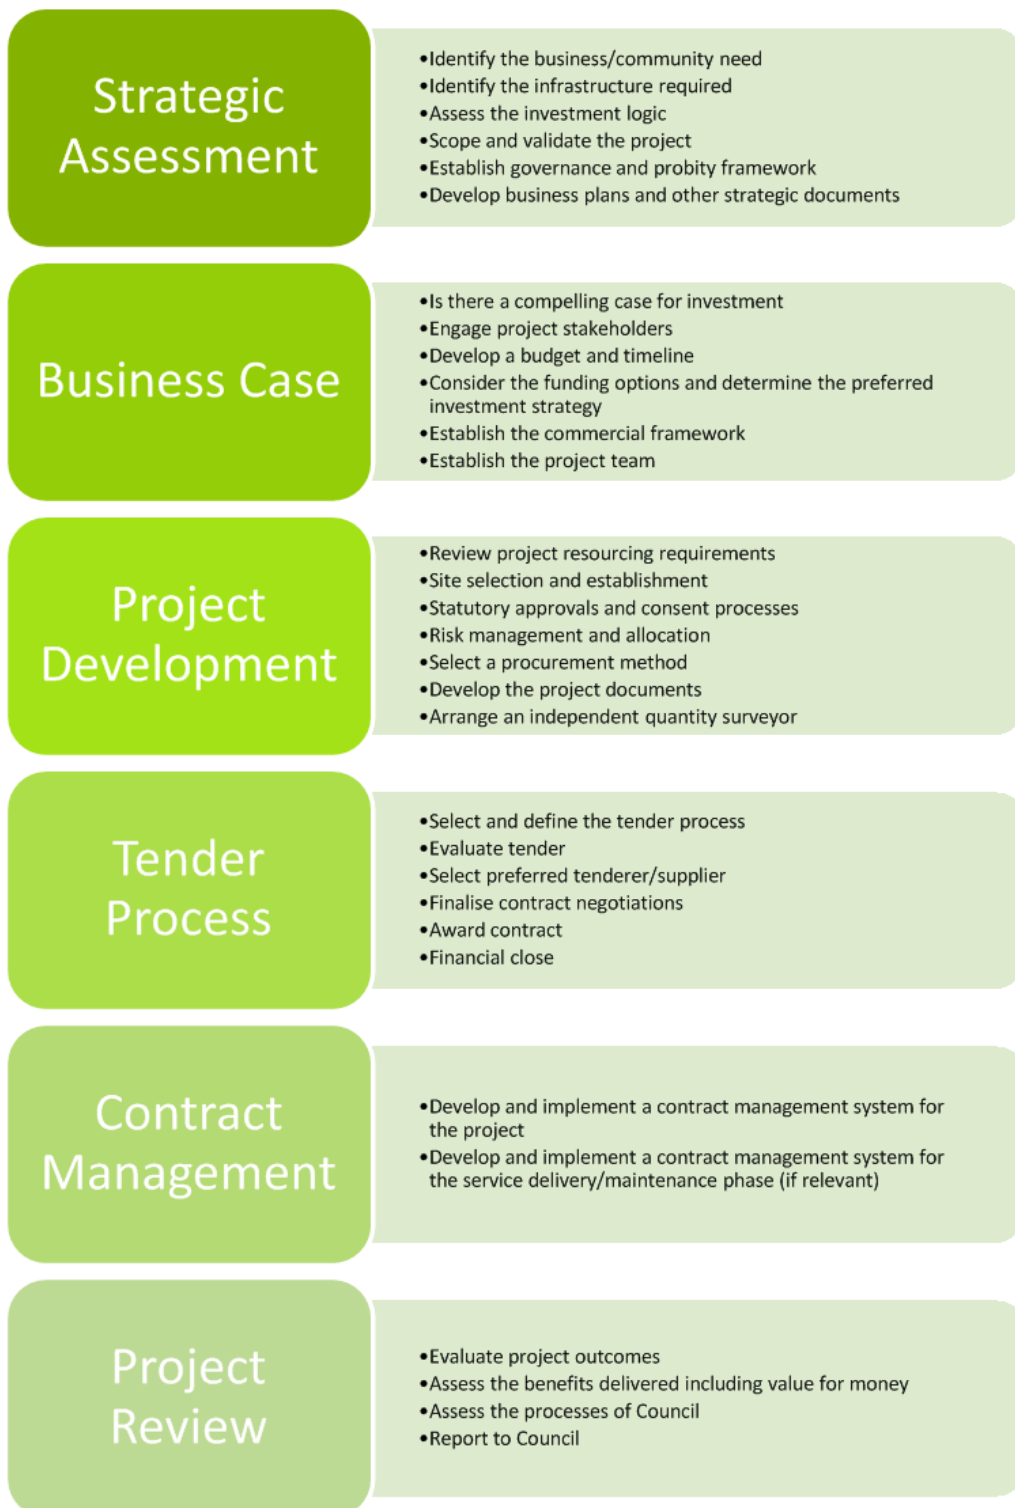 Strategic
Assessment
•Identify the business/community need
•Identify the infrastructure required
•Assess the investment logic
•Scope and validate the project
•Establish governance and probity framework
•Develop business plans and other strategic documents
Business Case
•Is there a compelling case for investment
•Engage project stakeholders
•Develop a budget and timeline
•Consider the funding options and determine the preferred
investment strategy
•Establish the commercial framework
•Establish the project team
Project
Development
•Review project resourcing requirements
•Site selection and establishment
•Statutory approvals and consent processes
•Risk management and allocation
•Select a procurement method
•Develop the project documents
•Arrange an independent quantity surveyor
Tender
Process
•Select and define the tender process
•Evaluate tender
•Select preferred tenderer/supplier
•Finalise contract negotiations
•Award contract
•Financial close
Contract
Management
•Develop and implement a contract management system for
the project
•Develop and implement a contract management system for
the service delivery/maintenance phase (if relevant)
Project
Review
•Evaluate project outcomes
•Assess the benefits delivered including value for money
•Assess the processes of Council
•Report to Council